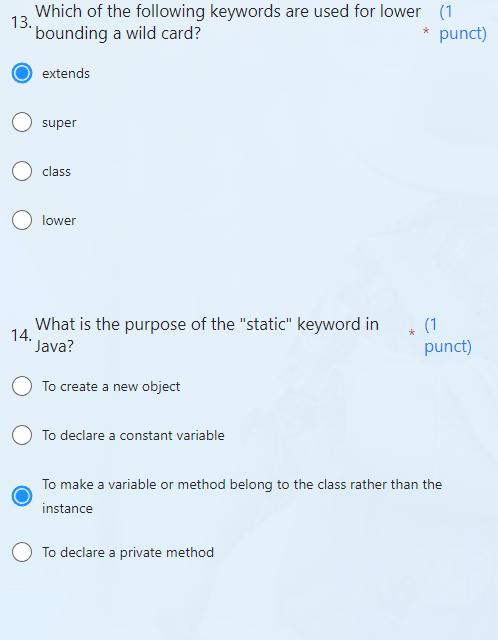 13. Which of the following keywords are used for lower (1
bounding a wild card? * punct)
extends
super
class
lower
14. What is the purpose of the "static" keyword in * (1
Java? punct)
To create a new object
To declare a constant variable
To make a variable or method belong to the class rather than the
instance
To declare a private method